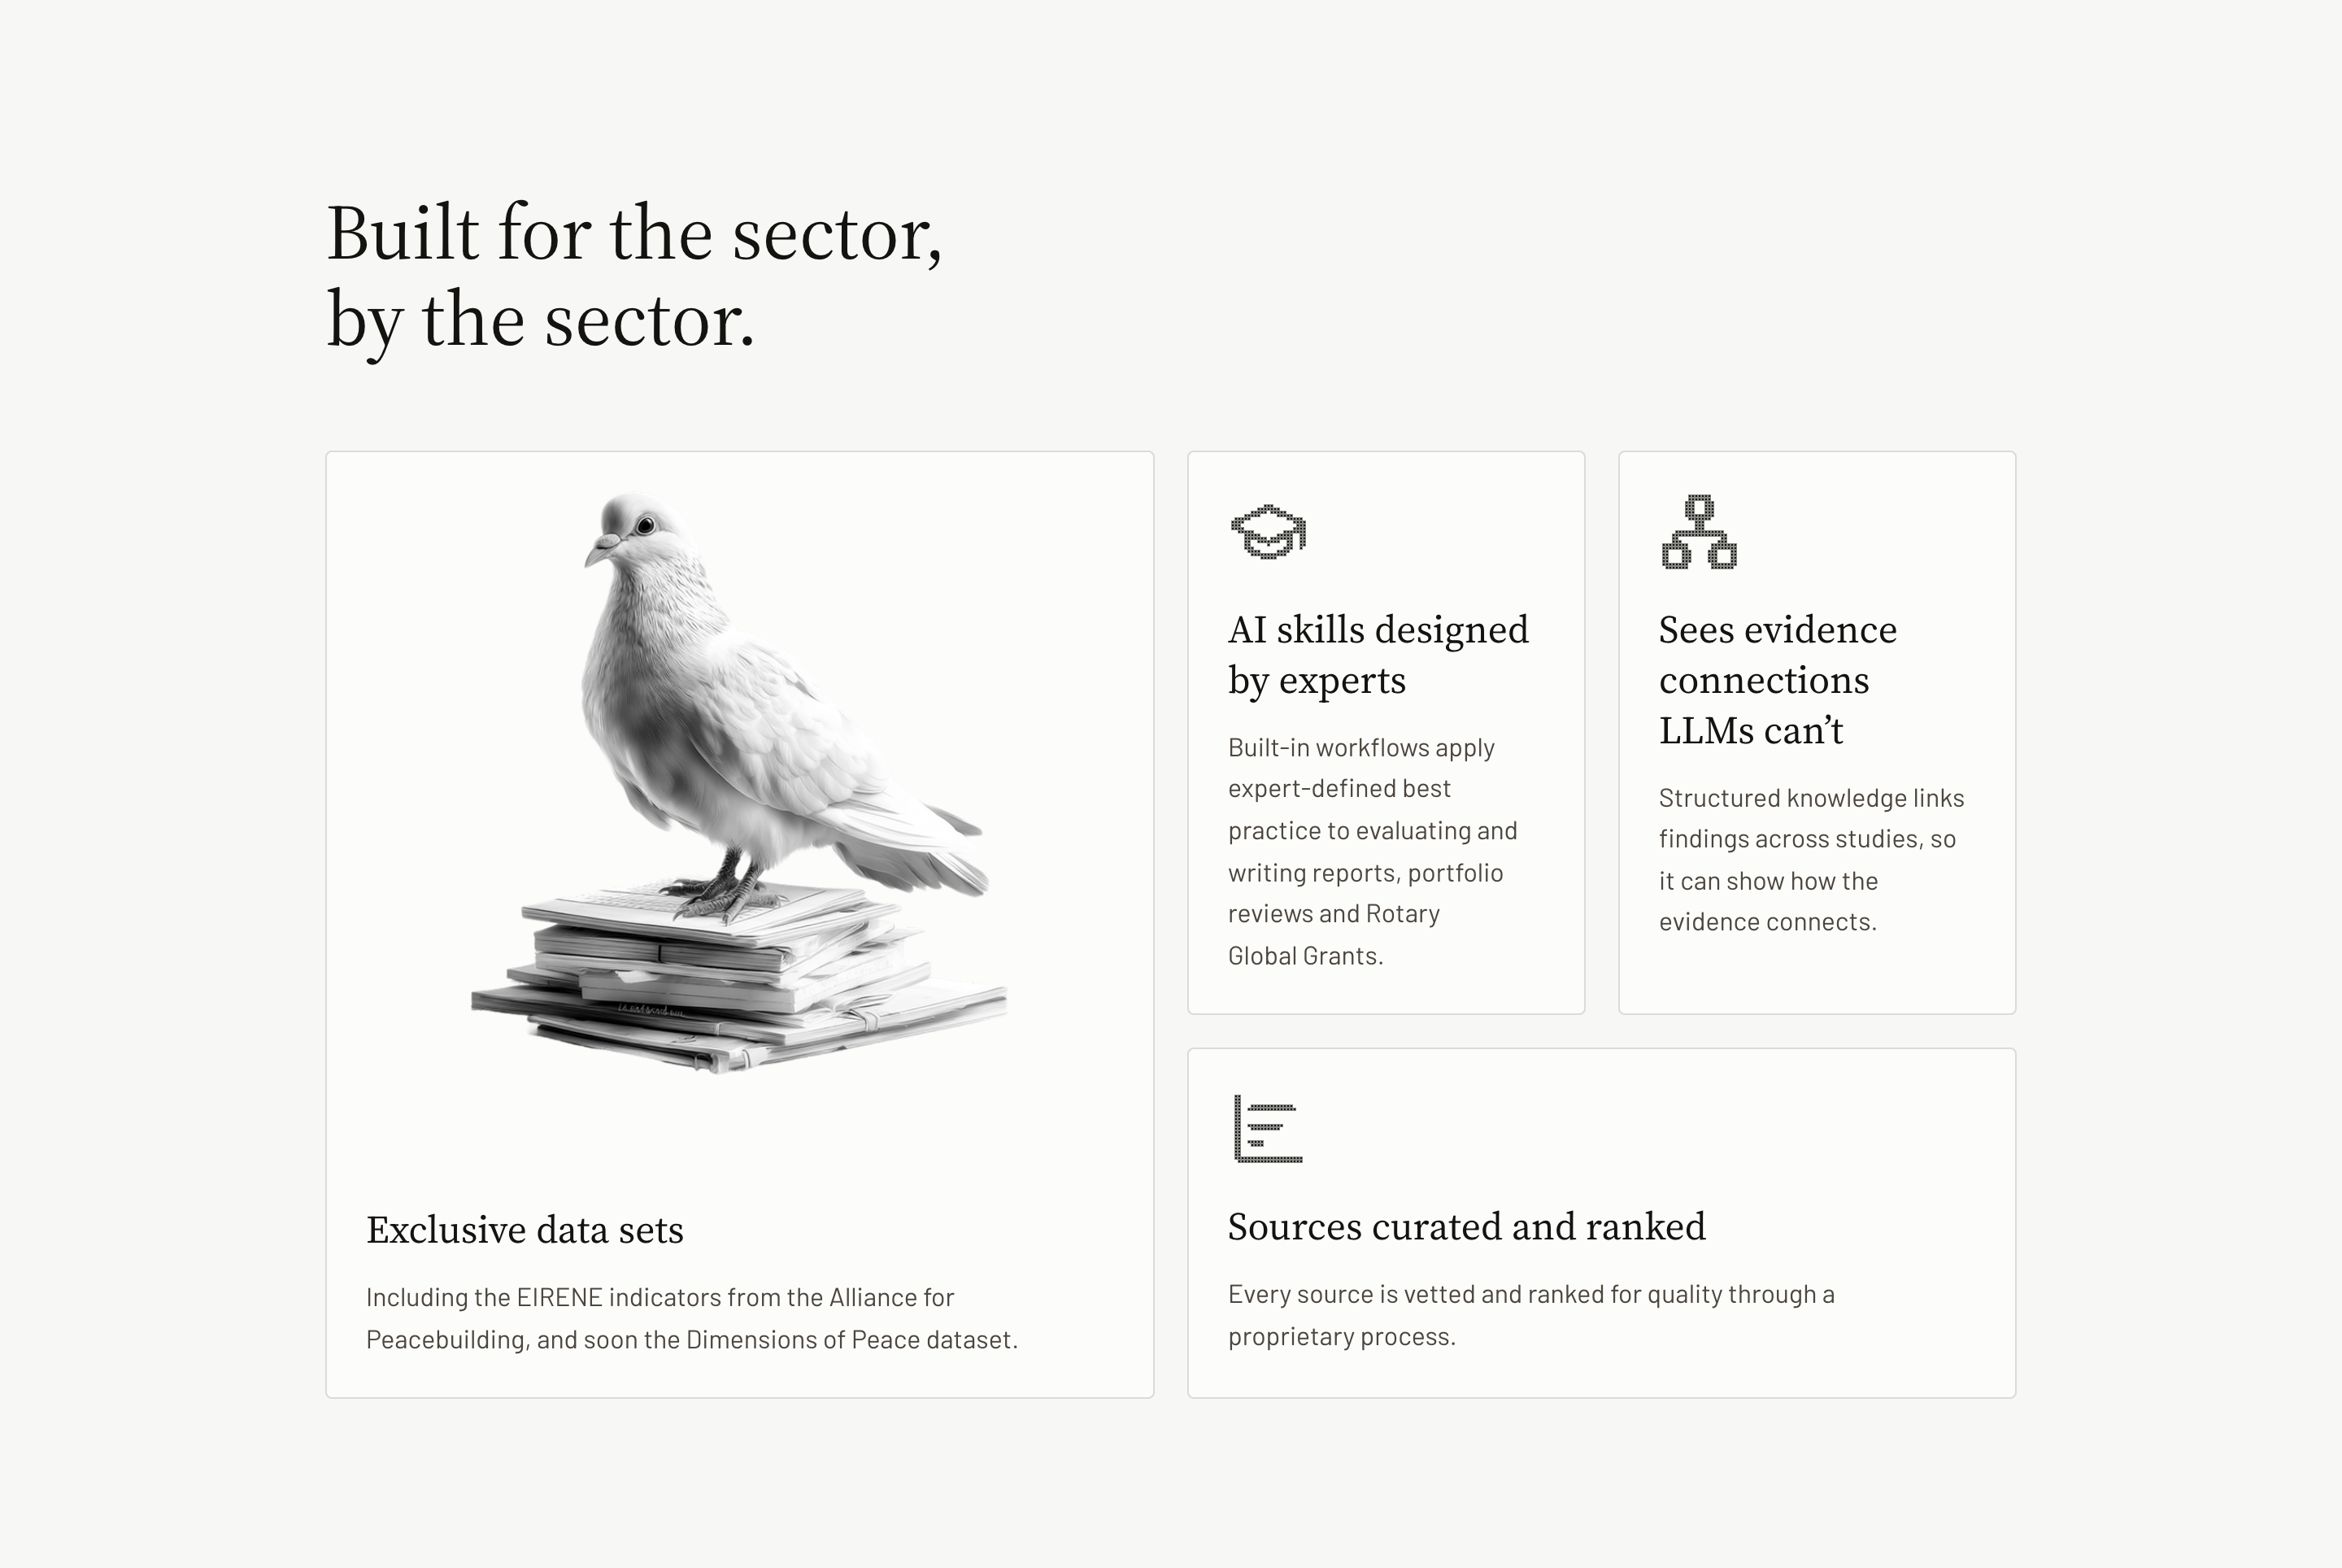 Built for the sector,
by the sector.
Exclusive data sets
Including the EIRENE indicators from the Alliance for
Peacebuilding, and soon the Dimensions of Peace dataset.
AI skills designed
by experts
Built-in workflows apply
expert-defined best
practice to evaluating and
writing reports, portfolio
reviews and Rotary
Global Grants.
Sees evidence
connections
LLMs can’t
Structured knowledge links
findings across studies, so
it can show how the
evidence connects.
Sources curated and ranked
Every source is vetted and ranked for quality through a
proprietary process.